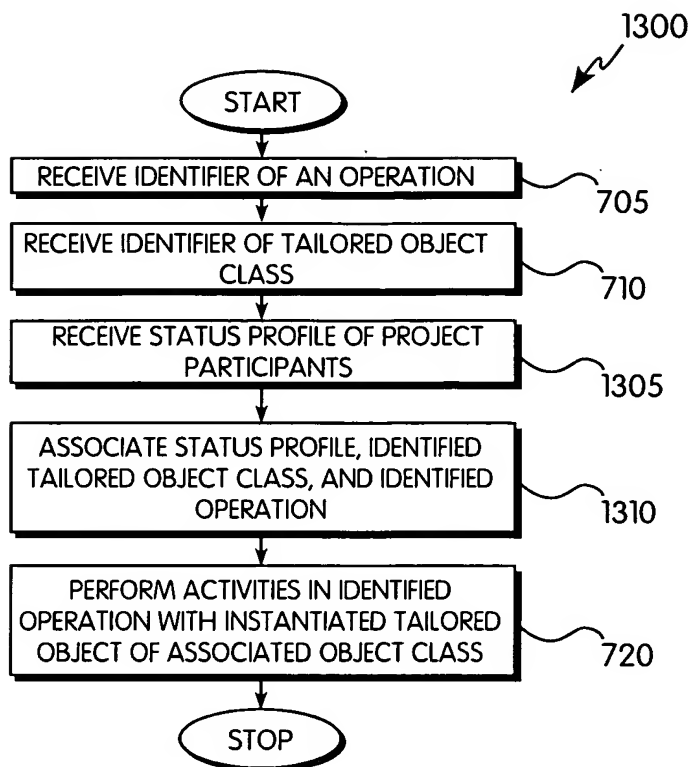 1300
START
RECEIVE IDENTIFIER OF AN OPERATION
705
RECEIVE IDENTIFIER OF TAILORED OBJECT
CLASS
710
RECEIVE STATUS PROFILE OF PROJECT
PARTICIPANTS
1305
ASSOCIATE STATUS PROFILE, IDENTIFIED
TAILORED OBJECT CLASS, AND IDENTIFIED
OPERATION
1310
PERFORM ACTIVITIES IN IDENTIFIED
OPERATION WITH INSTANTIATED TAILORED
OBJECT OF ASSOCIATED OBJECT CLASS
720
STOP